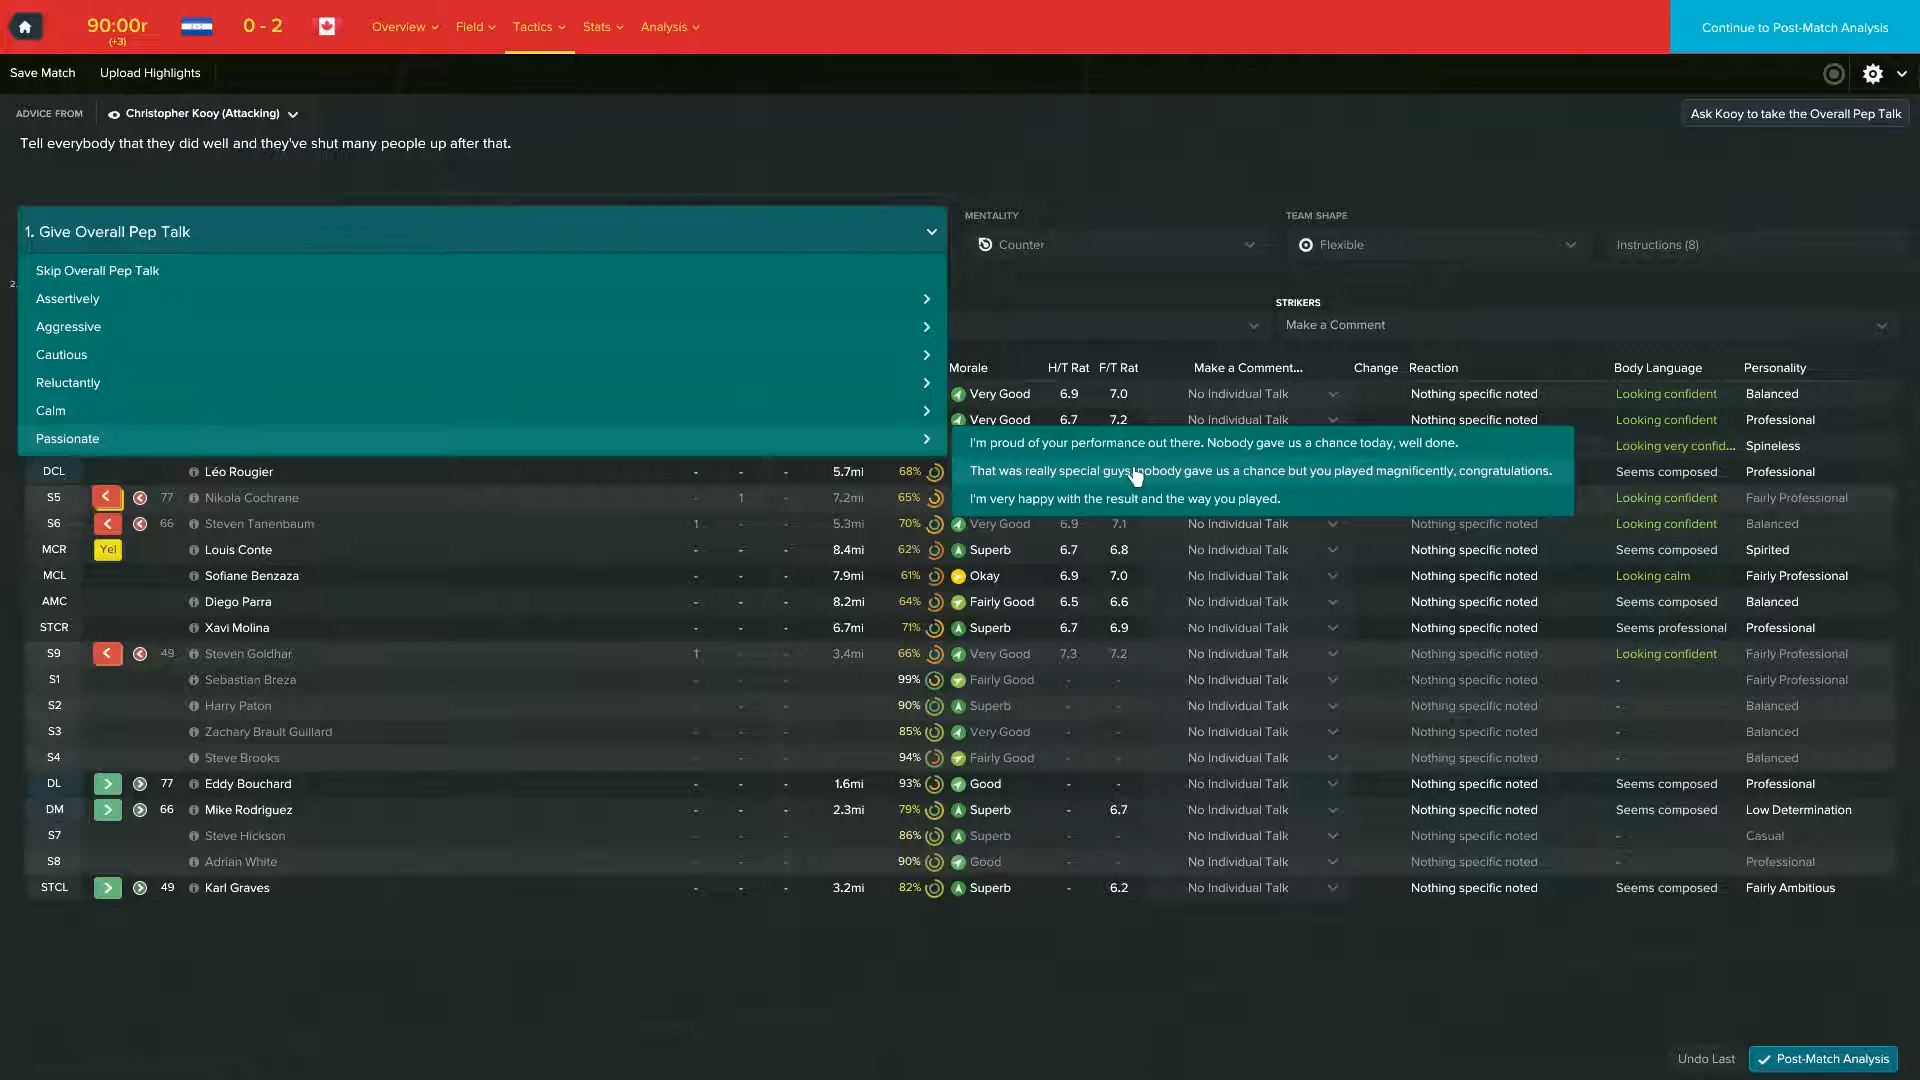 90:00r
(+3)
0 - 2
Overview
Field
Tactics
Stats
Analysis
Continue to Post-Match Analysis
Save Match
Upload Highlights
ADVICE FROM
Christopher Kooy (Attacking)
Ask Kooy to take the Overall Pep Talk
Tell everybody that they did well and they've shut many people up after that.
1. Give Overall Pep Talk
MENTALITY
Counter
TEAM SHAPE
Flexible
Instructions (8)
Skip Overall Pep Talk
2.
Assertively
Aggressive
Cautious
Reluctantly
Calm
Passionate
STRIKERS
Make a Comment
Morale H/T Rat F/T Rat Make a Comment... Change Reaction Body Language Personality
Very Good 6.9 7.0 No Individual Talk Nothing specific noted Looking confident Balanced
Very Good 6.7 7.2 No Individual Talk Nothing specific noted Looking confident Professional
Looking very confid... Spineless
I'm proud of your performance out there. Nobody gave us a chance today, well done.
That was really special guys, nobody gave us a chance but you played magnificently, congratulations.
I'm very happy with the result and the way you played.
DCL Léo Rougier - - - 5.7mi 68% Seems composed Professional
S5 77 Nikola Cochrane - 1 - 7.2mi 65% Looking confident Fairly Professional
S6 66 Steven Tanenbaum 1 - - 5.3mi 70% Very Good 6.9 7.1 No Individual Talk Nothing specific noted Looking confident Balanced
MCR Yel Louis Conte - - - 8.4mi 62% Superb 6.7 6.8 No Individual Talk Nothing specific noted Seems composed Spirited
MCL Sofiane Benzaza - - - 7.9mi 61% Okay 6.9 7.0 No Individual Talk Nothing specific noted Looking calm Fairly Professional
AMC Diego Parra - - - 8.2mi 64% Fairly Good 6.5 6.6 No Individual Talk Nothing specific noted Seems composed Balanced
STCR Xavi Molina - - - 6.7mi 71% Superb 6.7 6.9 No Individual Talk Nothing specific noted Seems professional Professional
S9 49 Steven Goldhar 1 - - 3.4mi 66% Very Good 7.3 7.2 No Individual Talk Nothing specific noted Looking confident Fairly Professional
S1 Sebastian Breza - - - 99% Fairly Good - - No Individual Talk Nothing specific noted - Fairly Professional
S2 Harry Paton - - - 90% Superb - - No Individual Talk Nothing specific noted - Balanced
S3 Zachary Brault Guillard - - - 85% Very Good - - No Individual Talk Nothing specific noted - Balanced
S4 Steve Brooks - - - 94% Fairly Good - - No Individual Talk Nothing specific noted - Balanced
DL 77 Eddy Bouchard - - - 1.6mi 93% Good - - No Individual Talk Nothing specific noted Seems composed Professional
DM 66 Mike Rodriguez - - - 2.3mi 79% Superb - 6.7 No Individual Talk Nothing specific noted Seems composed Low Determination
S7 Steve Hickson - - - 86% Superb - - No Individual Talk Nothing specific noted - Casual
S8 Adrian White - - - 90% Good - - No Individual Talk Nothing specific noted - Professional
STCL 49 Karl Graves - - - 3.2mi 82% Superb - 6.2 No Individual Talk Nothing specific noted Seems composed Fairly Ambitious
Undo Last
Post-Match Analysis